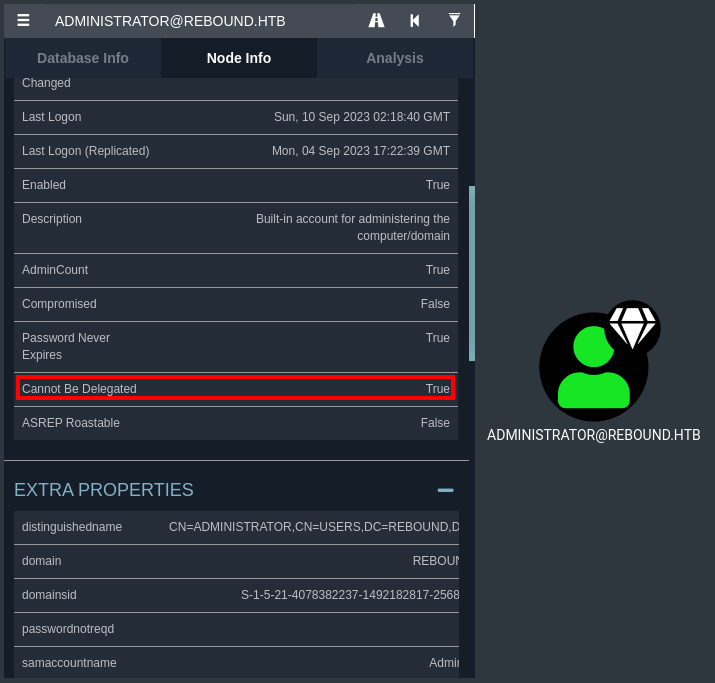 ADMINISTRATOR@REBOUND.HTB
Database Info Node Info Analysis
Changed
Last Logon Sun, 10 Sep 2023 02:18:40 GMT
Last Logon (Replicated) Mon, 04 Sep 2023 17:22:39 GMT
Enabled True
Description Built-in account for administering the
computer/domain
AdminCount True
Compromised False
Password Never True
Expires
Cannot Be Delegated True
ASREP Roastable False
EXTRA PROPERTIES
distinguishedname CN=ADMINISTRATOR,CN=USERS,DC=REBOUND,D
domain REBOUN
domainsid S-1-5-21-4078382237-1492182817-2568
passwordnotreqd
samaccountname Admi
ADMINISTRATOR@REBOUND.HTB